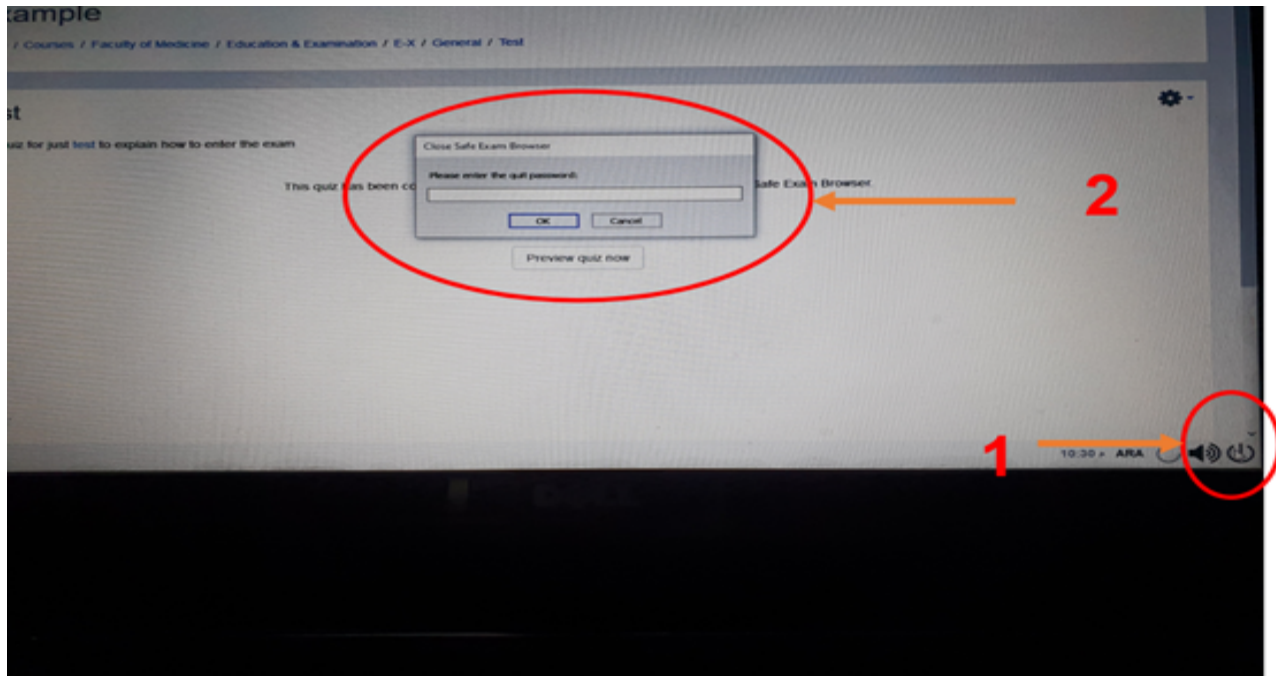 ample
/ Courses / Faculty of Medicine / Education & Examination / E-X / General / Test
st
uiz for just test to explain how to enter the exam
Close Safe Exam Browser
Please enter the quit password:
This quiz has been co
Safe Exam Browser.
OK Cancel
Preview quiz now
2
1
10:30 م ARA
DELL